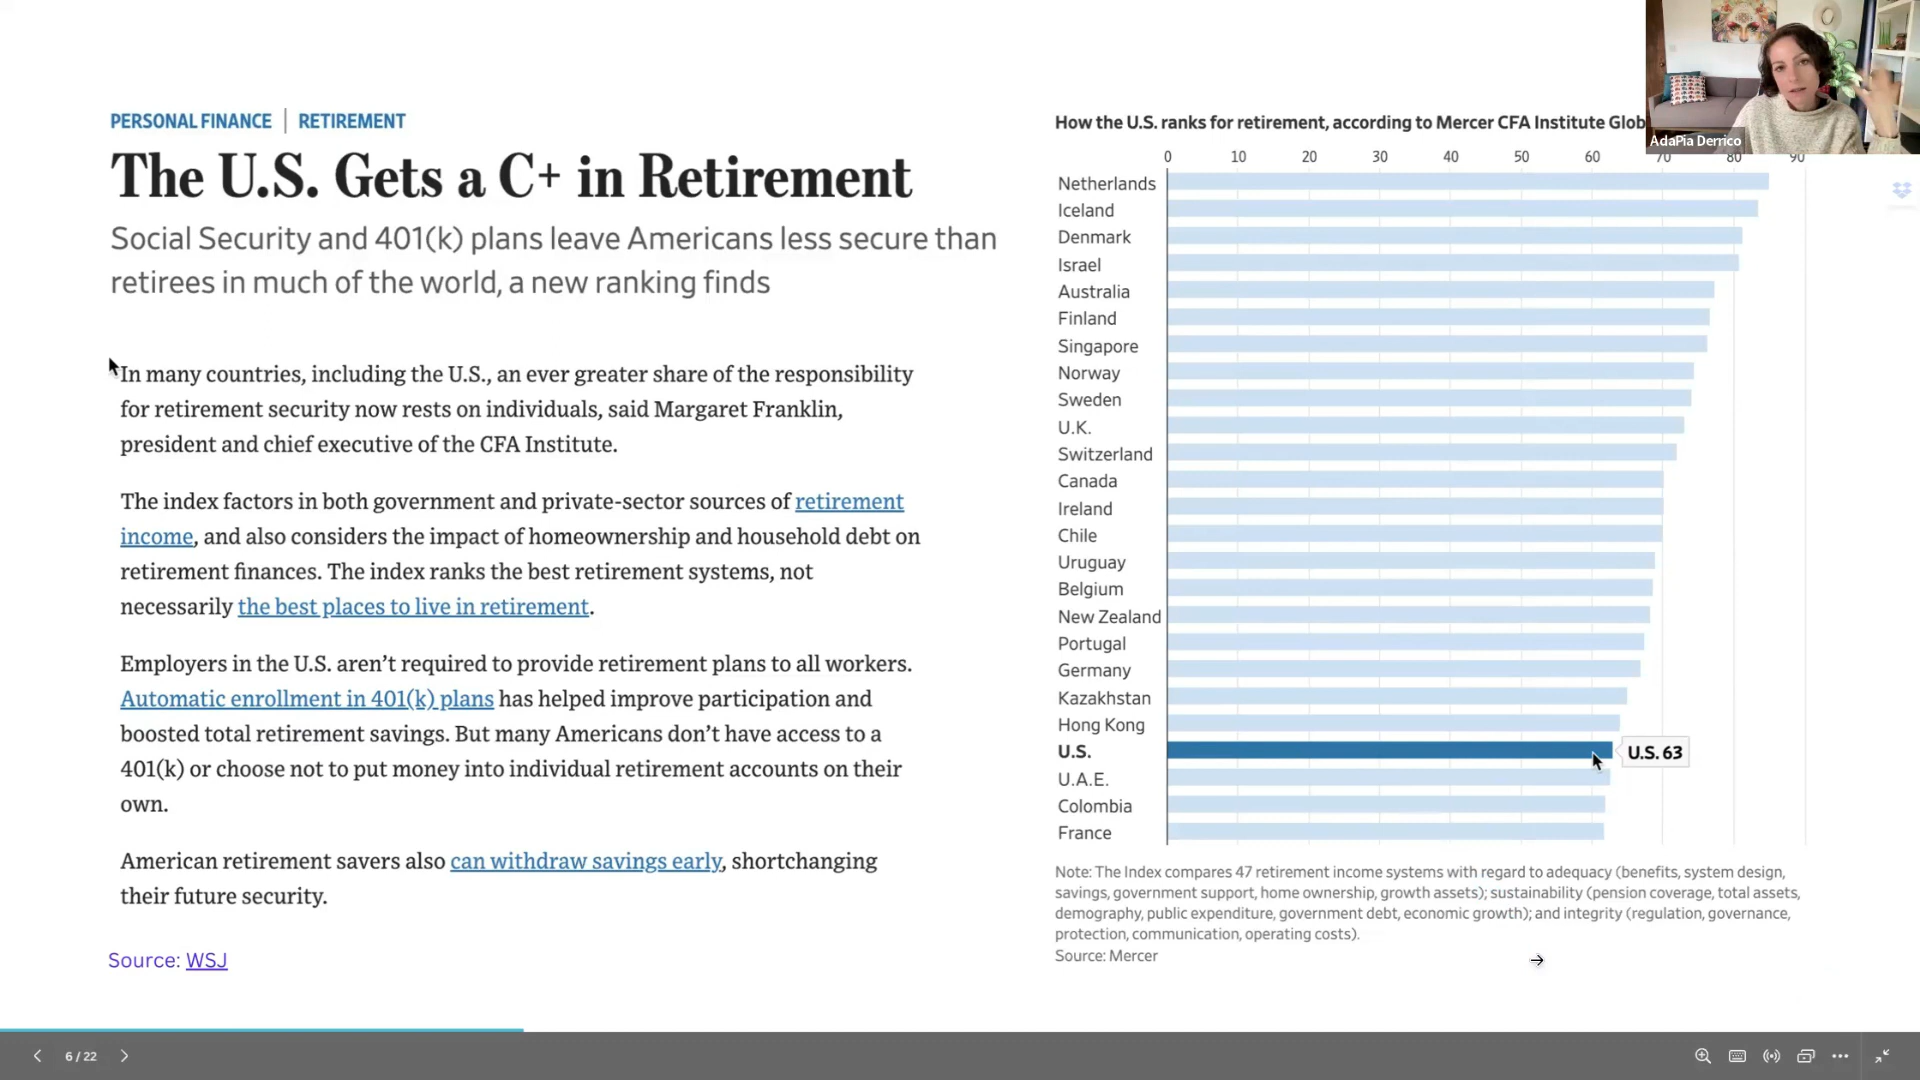 PERSONAL FINANCE | RETIREMENT
The U.S. Gets a C+ in Retirement
Social Security and 401(k) plans leave Americans less secure than
retirees in much of the world, a new ranking finds
In many countries, including the U.S., an ever greater share of the responsibility
for retirement security now rests on individuals, said Margaret Franklin,
president and chief executive of the CFA Institute.
The index factors in both government and private-sector sources of retirement
income, and also considers the impact of homeownership and household debt on
retirement finances. The index ranks the best retirement systems, not
necessarily the best places to live in retirement.
Employers in the U.S. aren’t required to provide retirement plans to all workers.
Automatic enrollment in 401(k) plans has helped improve participation and
boosted total retirement savings. But many Americans don’t have access to a
401(k) or choose not to put money into individual retirement accounts on their
own.
American retirement savers also can withdraw savings early, shortchanging
their future security.
Source: WSJ
How the U.S. ranks for retirement, according to Mercer CFA Institute Glob
0 10 20 30 40 50 60 70 80 90
Netherlands
Iceland
Denmark
Israel
Australia
Finland
Singapore
Norway
Sweden
U.K.
Switzerland
Canada
Ireland
Chile
Uruguay
Belgium
New Zealand
Portugal
Germany
Kazakhstan
Hong Kong
U.S. U.S. 63
U.A.E.
Colombia
France
Note: The Index compares 47 retirement income systems with regard to adequacy (benefits, system design,
savings, government support, home ownership, growth assets); sustainability (pension coverage, total assets,
demography, public expenditure, government debt, economic growth); and integrity (regulation, governance,
protection, communication, operating costs).
Source: Mercer
AdaPia Derrico
6 / 22